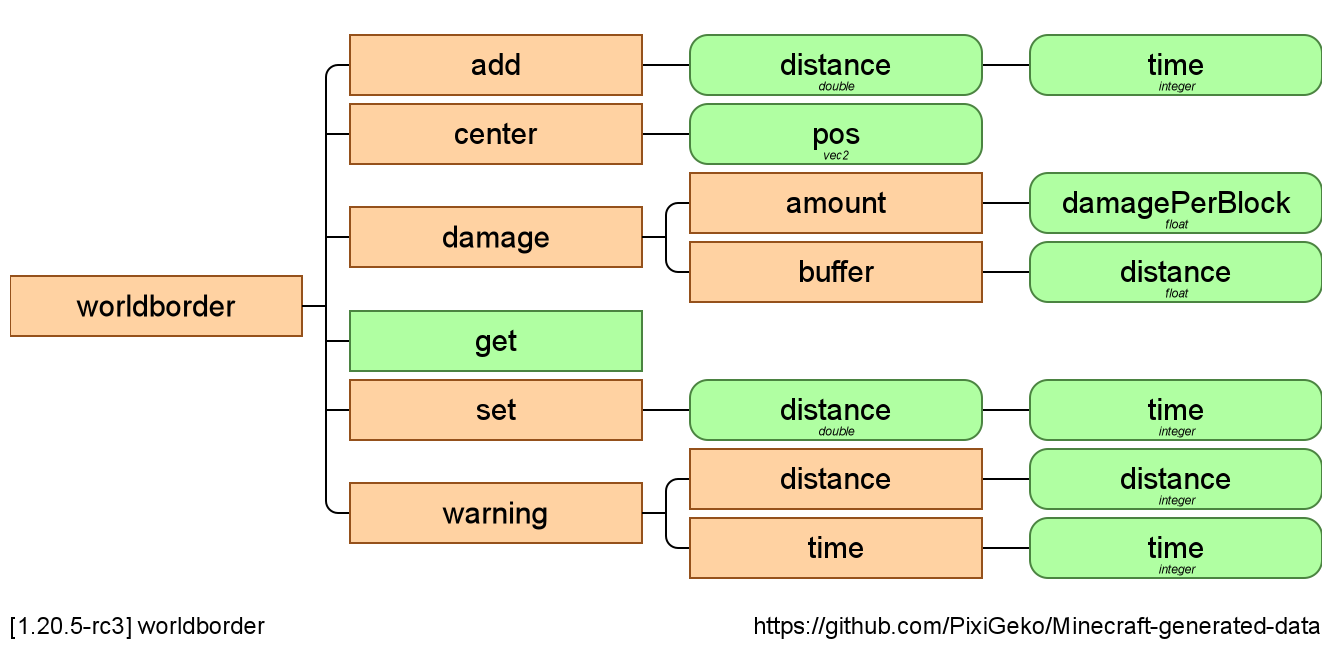 add
distance
double
time
integer
center
pos
vec2
damage
amount
damagePerBlock
float
buffer
distance
float
worldborder
get
set
distance
double
time
integer
warning
distance
distance
integer
time
time
integer
[1.20.5-rc3] worldborder
https://github.com/PixiGeko/Minecraft-generated-data